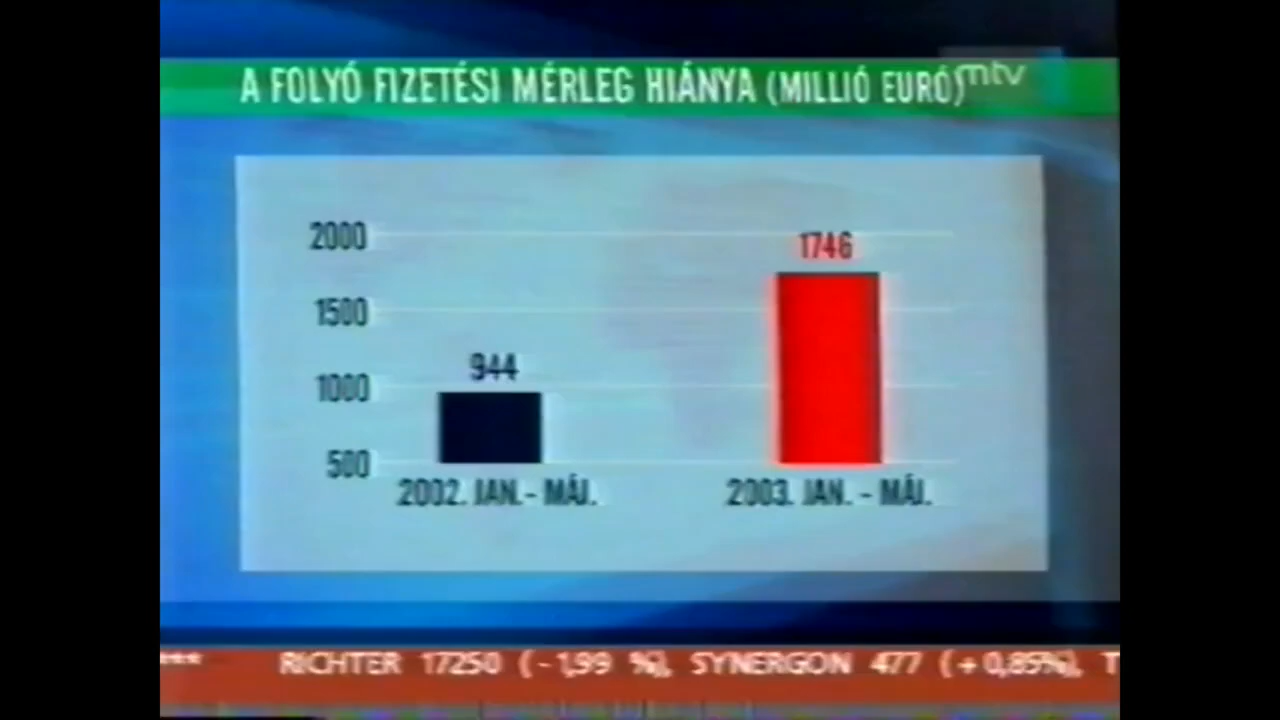 A FOLYÓ FIZETÉSI MÉRLEG HIÁNYA (MILLIÓ EURÓ)
mtv
2000
1746
1500
944
1000
500
2002. JAN.- MÁJ.
2003. JAN. - MÁJ.
*** RICHTER 17250 (-1,99 %), SYNERGON 477 (+0,85%), T